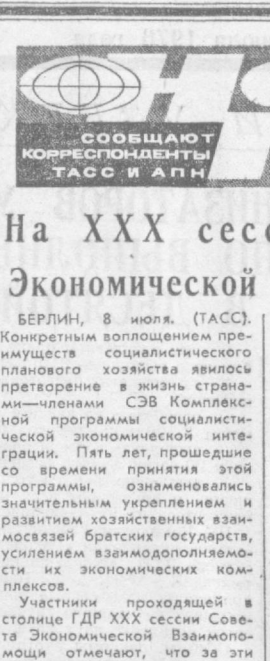 СООБЩАЮТ
КОРРЕСПОНДЕНТЫ
ТАСС И АПН
На XXX
Экономической
БЕРЛИН, 8 июля. (ТАСС).
Конкретным воплощением пре-
имуществ социалистического
планового хозяйства явилось
претворение в жизнь страна-
ми—членами СЭВ Комплекс-
ной программы социалисти-
ческой экономической инте-
грации. Пять лет, прошедшие
со времени принятия этой
программы, ознаменовались
значительным укреплением и
развитием хозяйственных взаи-
мосвязей братских государств,
усилением взаимодополняемо-
сти их экономических ком-
плексов.
Участники проходящей в
столице ГДР XXX сессии Сове-
та Экономической Взаимопо-
мощи отмечают, что за эти